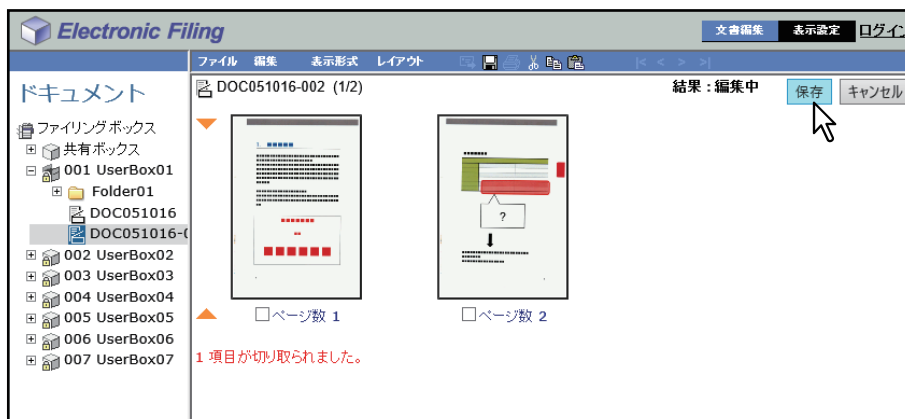 Electronic Filing
文書編集 表示設定 ログイン
ファイル 編集 表示形式 レイアウト |< < > >|
ドキュメント
ファイリングボックス
共有ボックス
001 UserBox01
Folder01
DOC051016
DOC051016-(
002 UserBox02
003 UserBox03
004 UserBox04
005 UserBox05
006 UserBox06
007 UserBox07
DOC051016-002 (1/2)
結果 : 編集中 保存 キャンセル
1.
?
ページ数 1
ページ数 2
1 項目が切り取られました。